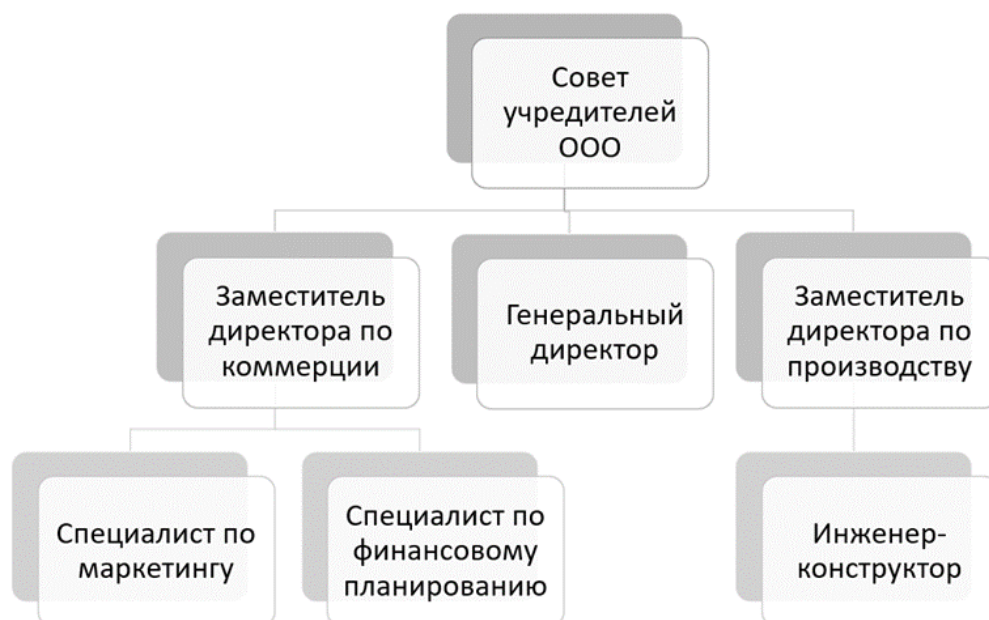 Совет
учредителей
ООО
Заместитель
директора по
коммерции
Генеральный
директор
Заместитель
директора по
производству
Специалист по
маркетингу
Специалист по
финансовому
планированию
Инженер-
конструктор